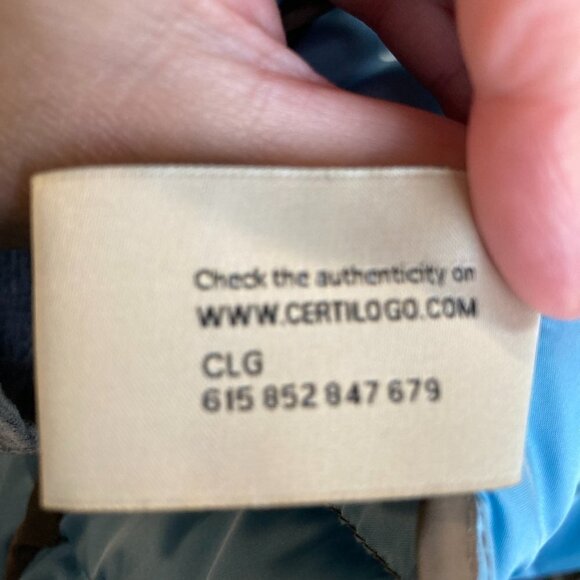 Check the authenticity on
WWW.CERTILOGO.COM
CLG
615 852 847 679